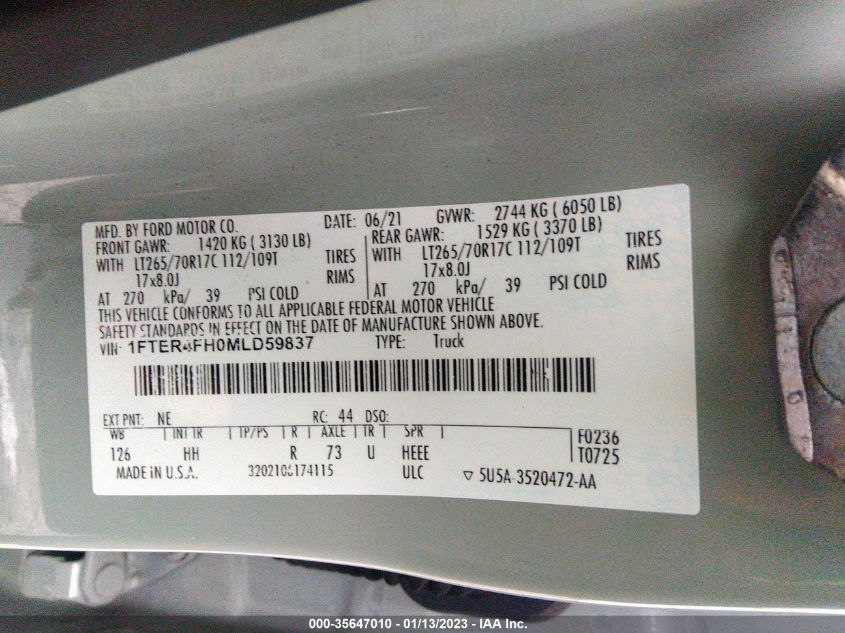 MFD. BY FORD MOTOR CO. DATE: 06/21 GVWR: 2744 KG ( 6050 LB)
FRONT GAWR: 1420 KG ( 3130 LB) REAR GAWR: 1529 KG ( 3370 LB)
WITH LT265/70R17C 112/109T TIRES WITH LT265/70R17C 112/109T TIRES
17x8.0J RIMS 17x8.0J RIMS
AT 270 kPa/ 39 PSI COLD AT 270 kPa/ 39 PSI COLD
THIS VEHICLE CONFORMS TO ALL APPLICABLE FEDERAL MOTOR VEHICLE
SAFETY STANDARDS IN EFFECT ON THE DATE OF MANUFACTURE SHOWN ABOVE.
VIN: 1FTER4FH0MLD59837 TYPE: Truck
EXT PNT: NE RC: 44 DSO:
WB INT TR TP/PS R AXLE TR SPR F0236
126 HH R 73 U HEEE T0725
MADE IN U.S.A. ULC ▽ 5U5A-3520472-AA
000-35647010 - 01/13/2023 - IAA Inc.